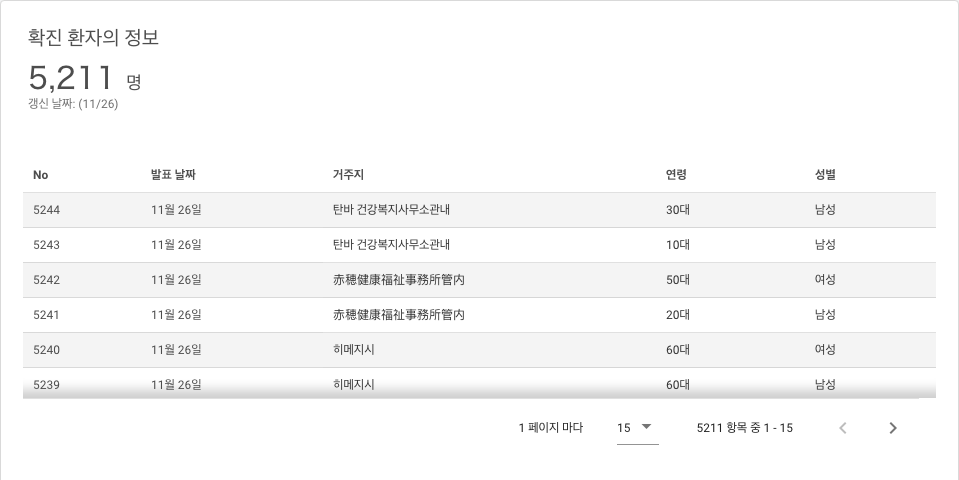 확진 환자의 정보
5,211 명
갱신 날짜: (11/26)
No 발표 날짜 거주지 연령 성별
5244 11월 26일 탄바 건강복지사무소관내 30대 남성
5243 11월 26일 탄바 건강복지사무소관내 10대 남성
5242 11월 26일 赤穂健康福祉事務所管内 50대 여성
5241 11월 26일 赤穂健康福祉事務所管内 20대 남성
5240 11월 26일 히메지시 60대 여성
5239 11월 26일 히메지시 60대 남성
1 페이지 마다 15 5211 항목 중 1 - 15